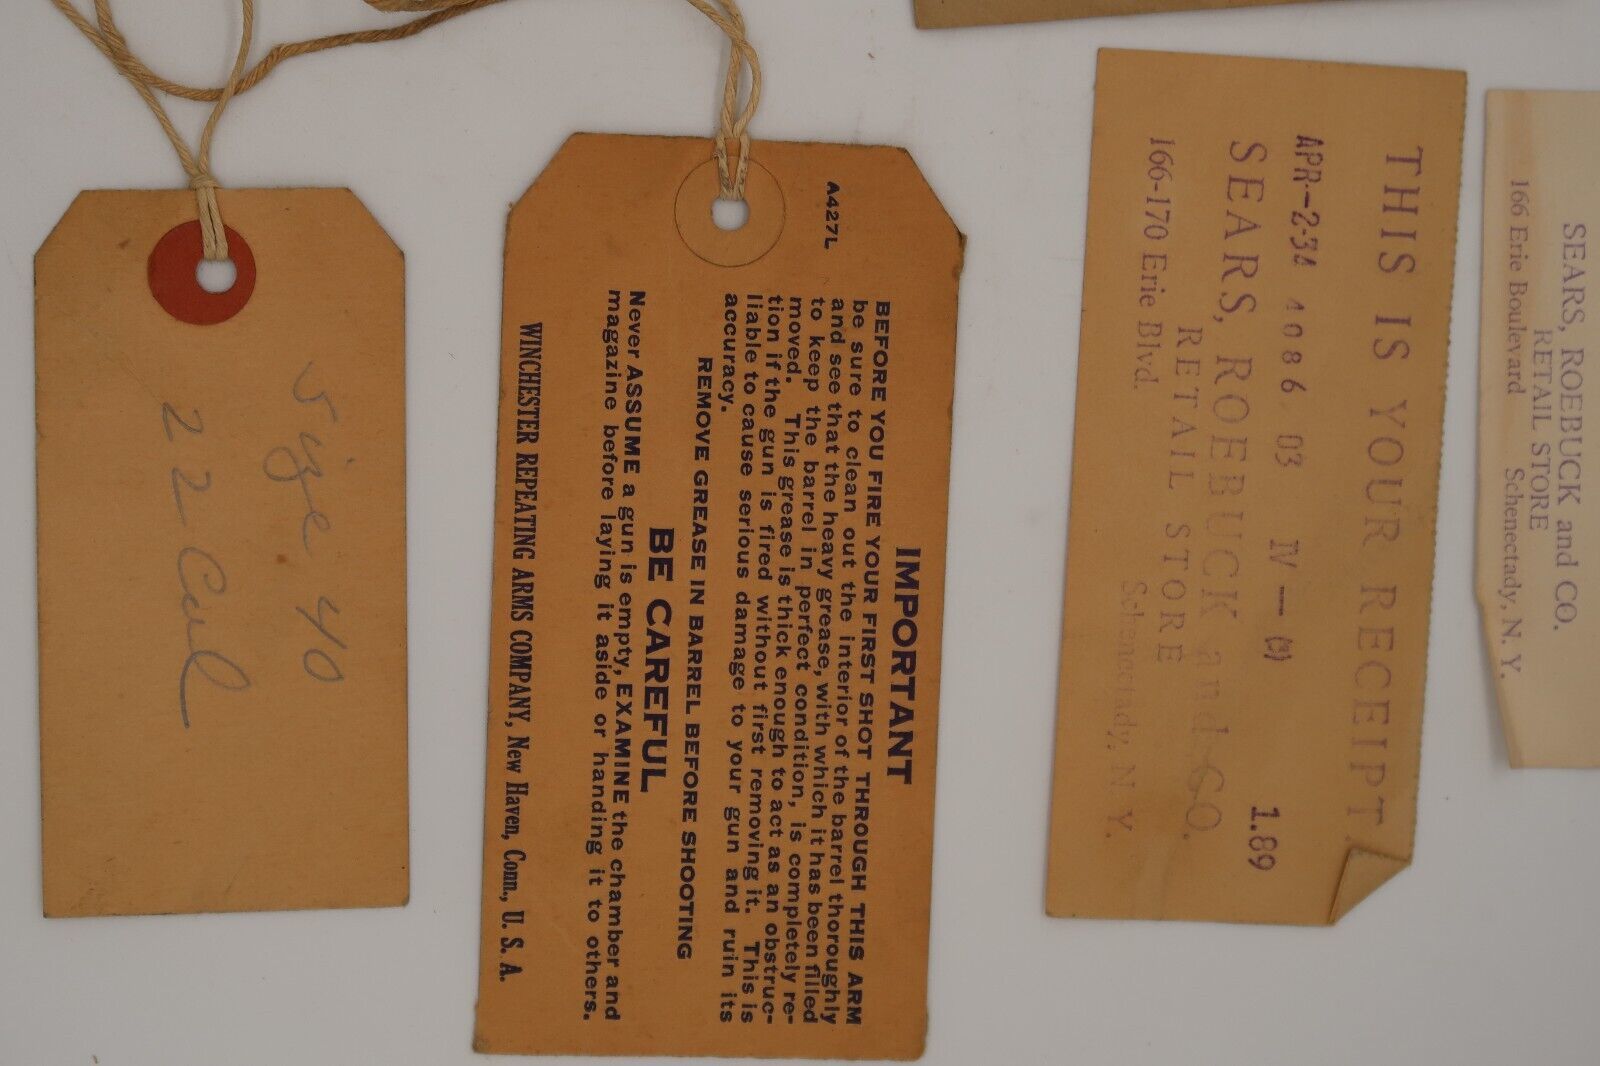 Size 40
22 Cal
A427L
IMPORTANT
BEFORE YOU FIRE YOUR FIRST SHOT THROUGH THIS ARM
be sure to clean out the interior of the barrel thoroughly
and see that the heavy grease, with which it has been filled
to keep the barrel in perfect condition, is completely re-
moved. This grease is thick enough to act as an obstruc-
tion if the gun is fired without first removing it. This is
liable to cause serious damage to your gun and ruin its
accuracy.
REMOVE GREASE IN BARREL BEFORE SHOOTING
BE CAREFUL
Never ASSUME a gun is empty, EXAMINE the chamber and
magazine before laying it aside or handing it to others.
WINCHESTER REPEATING ARMS COMPANY, New Haven, Conn., U. S. A.
THIS IS YOUR RECEIPT
APR--2-34 4086 03 IV — 1.89
SEARS, ROEBUCK and CO.
RETAIL STORE
166-170 Erie Blvd. Schenectady, N. Y.
SEARS, ROEBUCK and CO.
RETAIL STORE
166 Erie Boulevard Schenectady, N. Y.